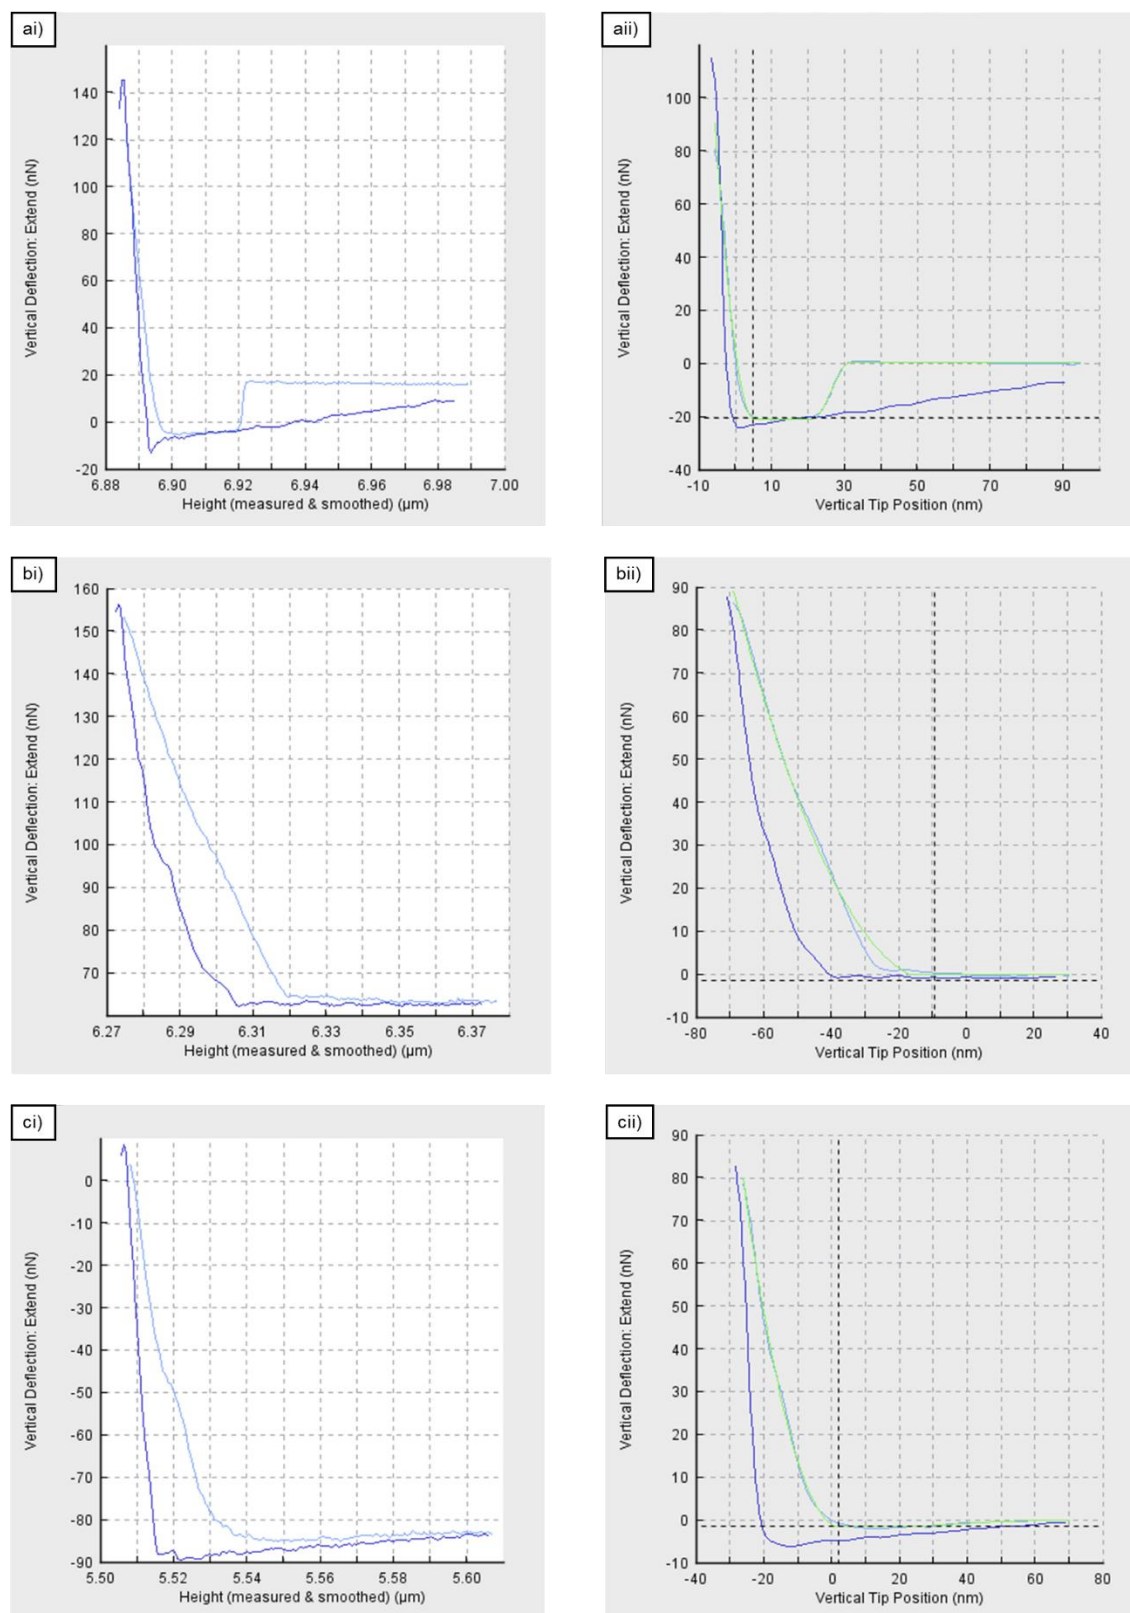 ai)
Vertical Deflection: Extend (nN)
140
120
100
80
60
40
20
0
-20
6.88 6.90 6.92 6.94 6.96 6.98 7.00
Height (measured & smoothed) (µm)
aii)
Vertical Deflection: Extend (nN)
100
80
60
40
20
0
-20
-40
-10 10 30 50 70 90
Vertical Tip Position (nm)
bi)
Vertical Deflection: Extend (nN)
160
150
140
130
120
110
100
90
80
70
6.27 6.29 6.31 6.33 6.35 6.37
Height (measured & smoothed) (µm)
bii)
Vertical Deflection: Extend (nN)
90
80
70
60
50
40
30
20
10
0
-10
-80 -60 -40 -20 0 20 40
Vertical Tip Position (nm)
ci)
Vertical Deflection: Extend (nN)
0
-10
-20
-30
-40
-50
-60
-70
-80
-90
5.50 5.52 5.54 5.56 5.58 5.60
Height (measured & smoothed) (µm)
cii)
Vertical Deflection: Extend (nN)
90
80
70
60
50
40
30
20
10
0
-10
-40 -20 0 20 40 60 80
Vertical Tip Position (nm)